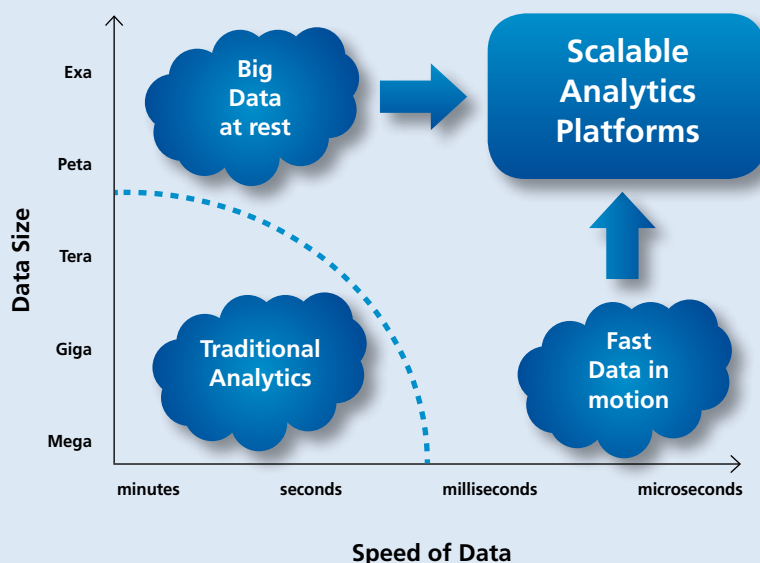 Exa
Peta
Tera
Giga
Mega
Data Size
Big
Data
at rest
Scalable
Analytics
Platforms
Traditional
Analytics
Fast
Data in
motion
minutes
seconds
milliseconds
microseconds
Speed of Data